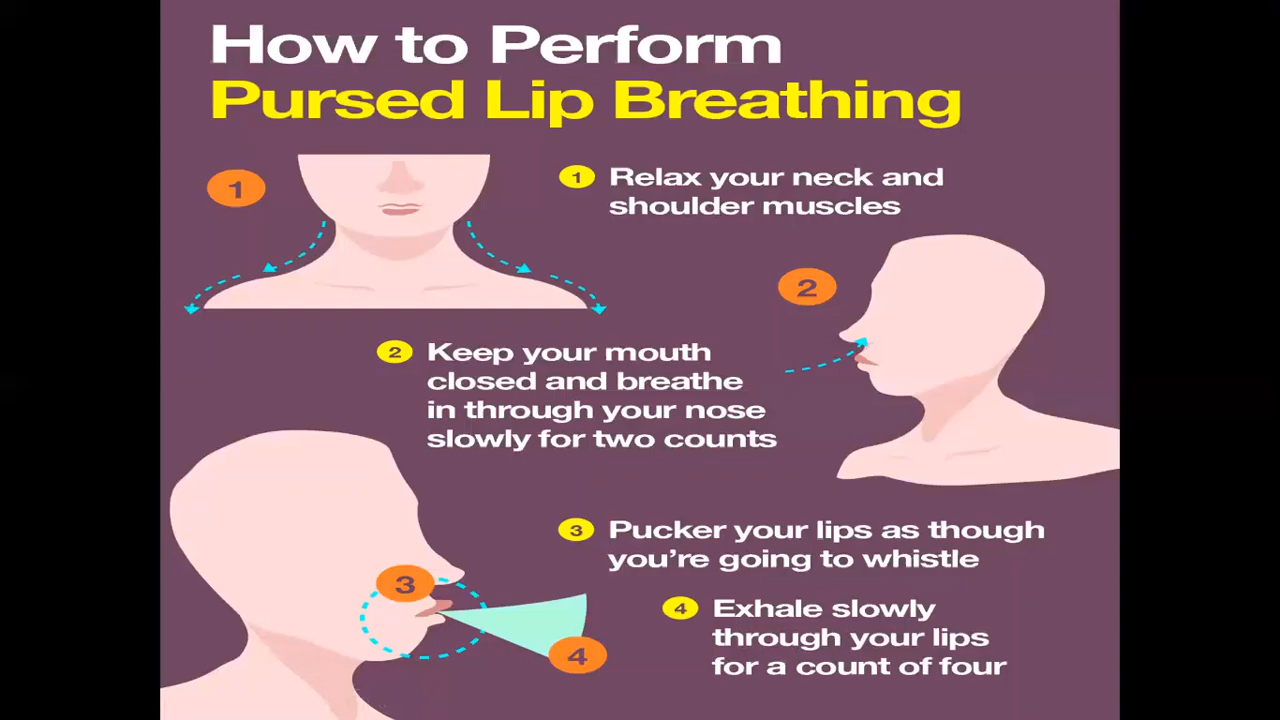 How to Perform
Pursed Lip Breathing
1
1 Relax your neck and
shoulder muscles
2
2 Keep your mouth
closed and breathe
in through your nose
slowly for two counts
3 Pucker your lips as though
you're going to whistle
3
4 Exhale slowly
through your lips
for a count of four
4